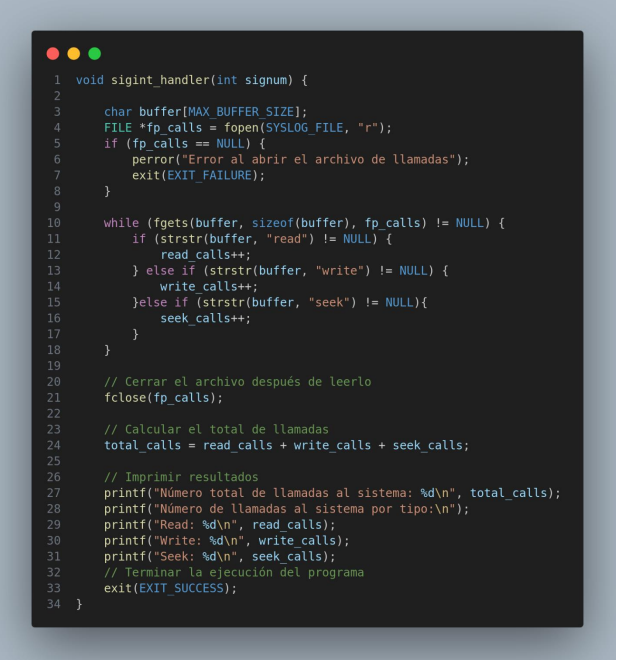 1 void sigint_handler(int signum) {
2
3     char buffer[MAX_BUFFER_SIZE];
4     FILE *fp_calls = fopen(SYSLOG_FILE, "r");
5     if (fp_calls == NULL) {
6         perror("Error al abrir el archivo de llamadas");
7         exit(EXIT_FAILURE);
8     }
9
10     while (fgets(buffer, sizeof(buffer), fp_calls) != NULL) {
11         if (strstr(buffer, "read") != NULL) {
12             read_calls++;
13         } else if (strstr(buffer, "write") != NULL) {
14             write_calls++;
15         }else if (strstr(buffer, "seek") != NULL){
16             seek_calls++;
17         }
18     }
19
20     // Cerrar el archivo después de leerlo
21     fclose(fp_calls);
22
23     // Calcular el total de llamadas
24     total_calls = read_calls + write_calls + seek_calls;
25
26     // Imprimir resultados
27     printf("Número total de llamadas al sistema: %d\n", total_calls);
28     printf("Número de llamadas al sistema por tipo:\n");
29     printf("Read: %d\n", read_calls);
30     printf("Write: %d\n", write_calls);
31     printf("Seek: %d\n", seek_calls);
32     // Terminar la ejecución del programa
33     exit(EXIT_SUCCESS);
34 }